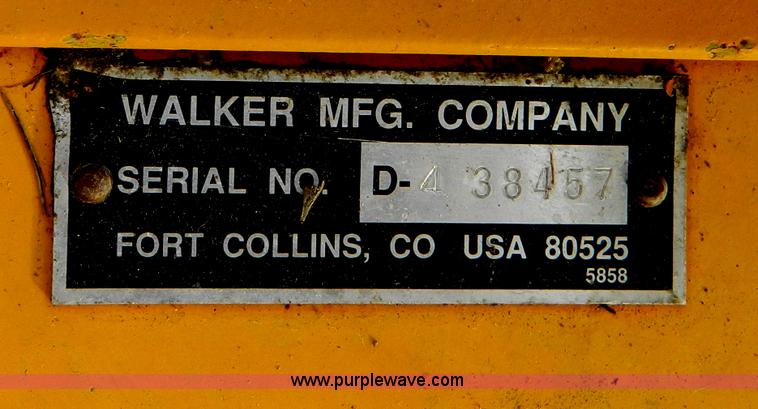 WALKER MFG. COMPANY
SERIAL NO. D-4 38457
FORT COLLINS, CO USA 80525
5858
www.purplewave.com